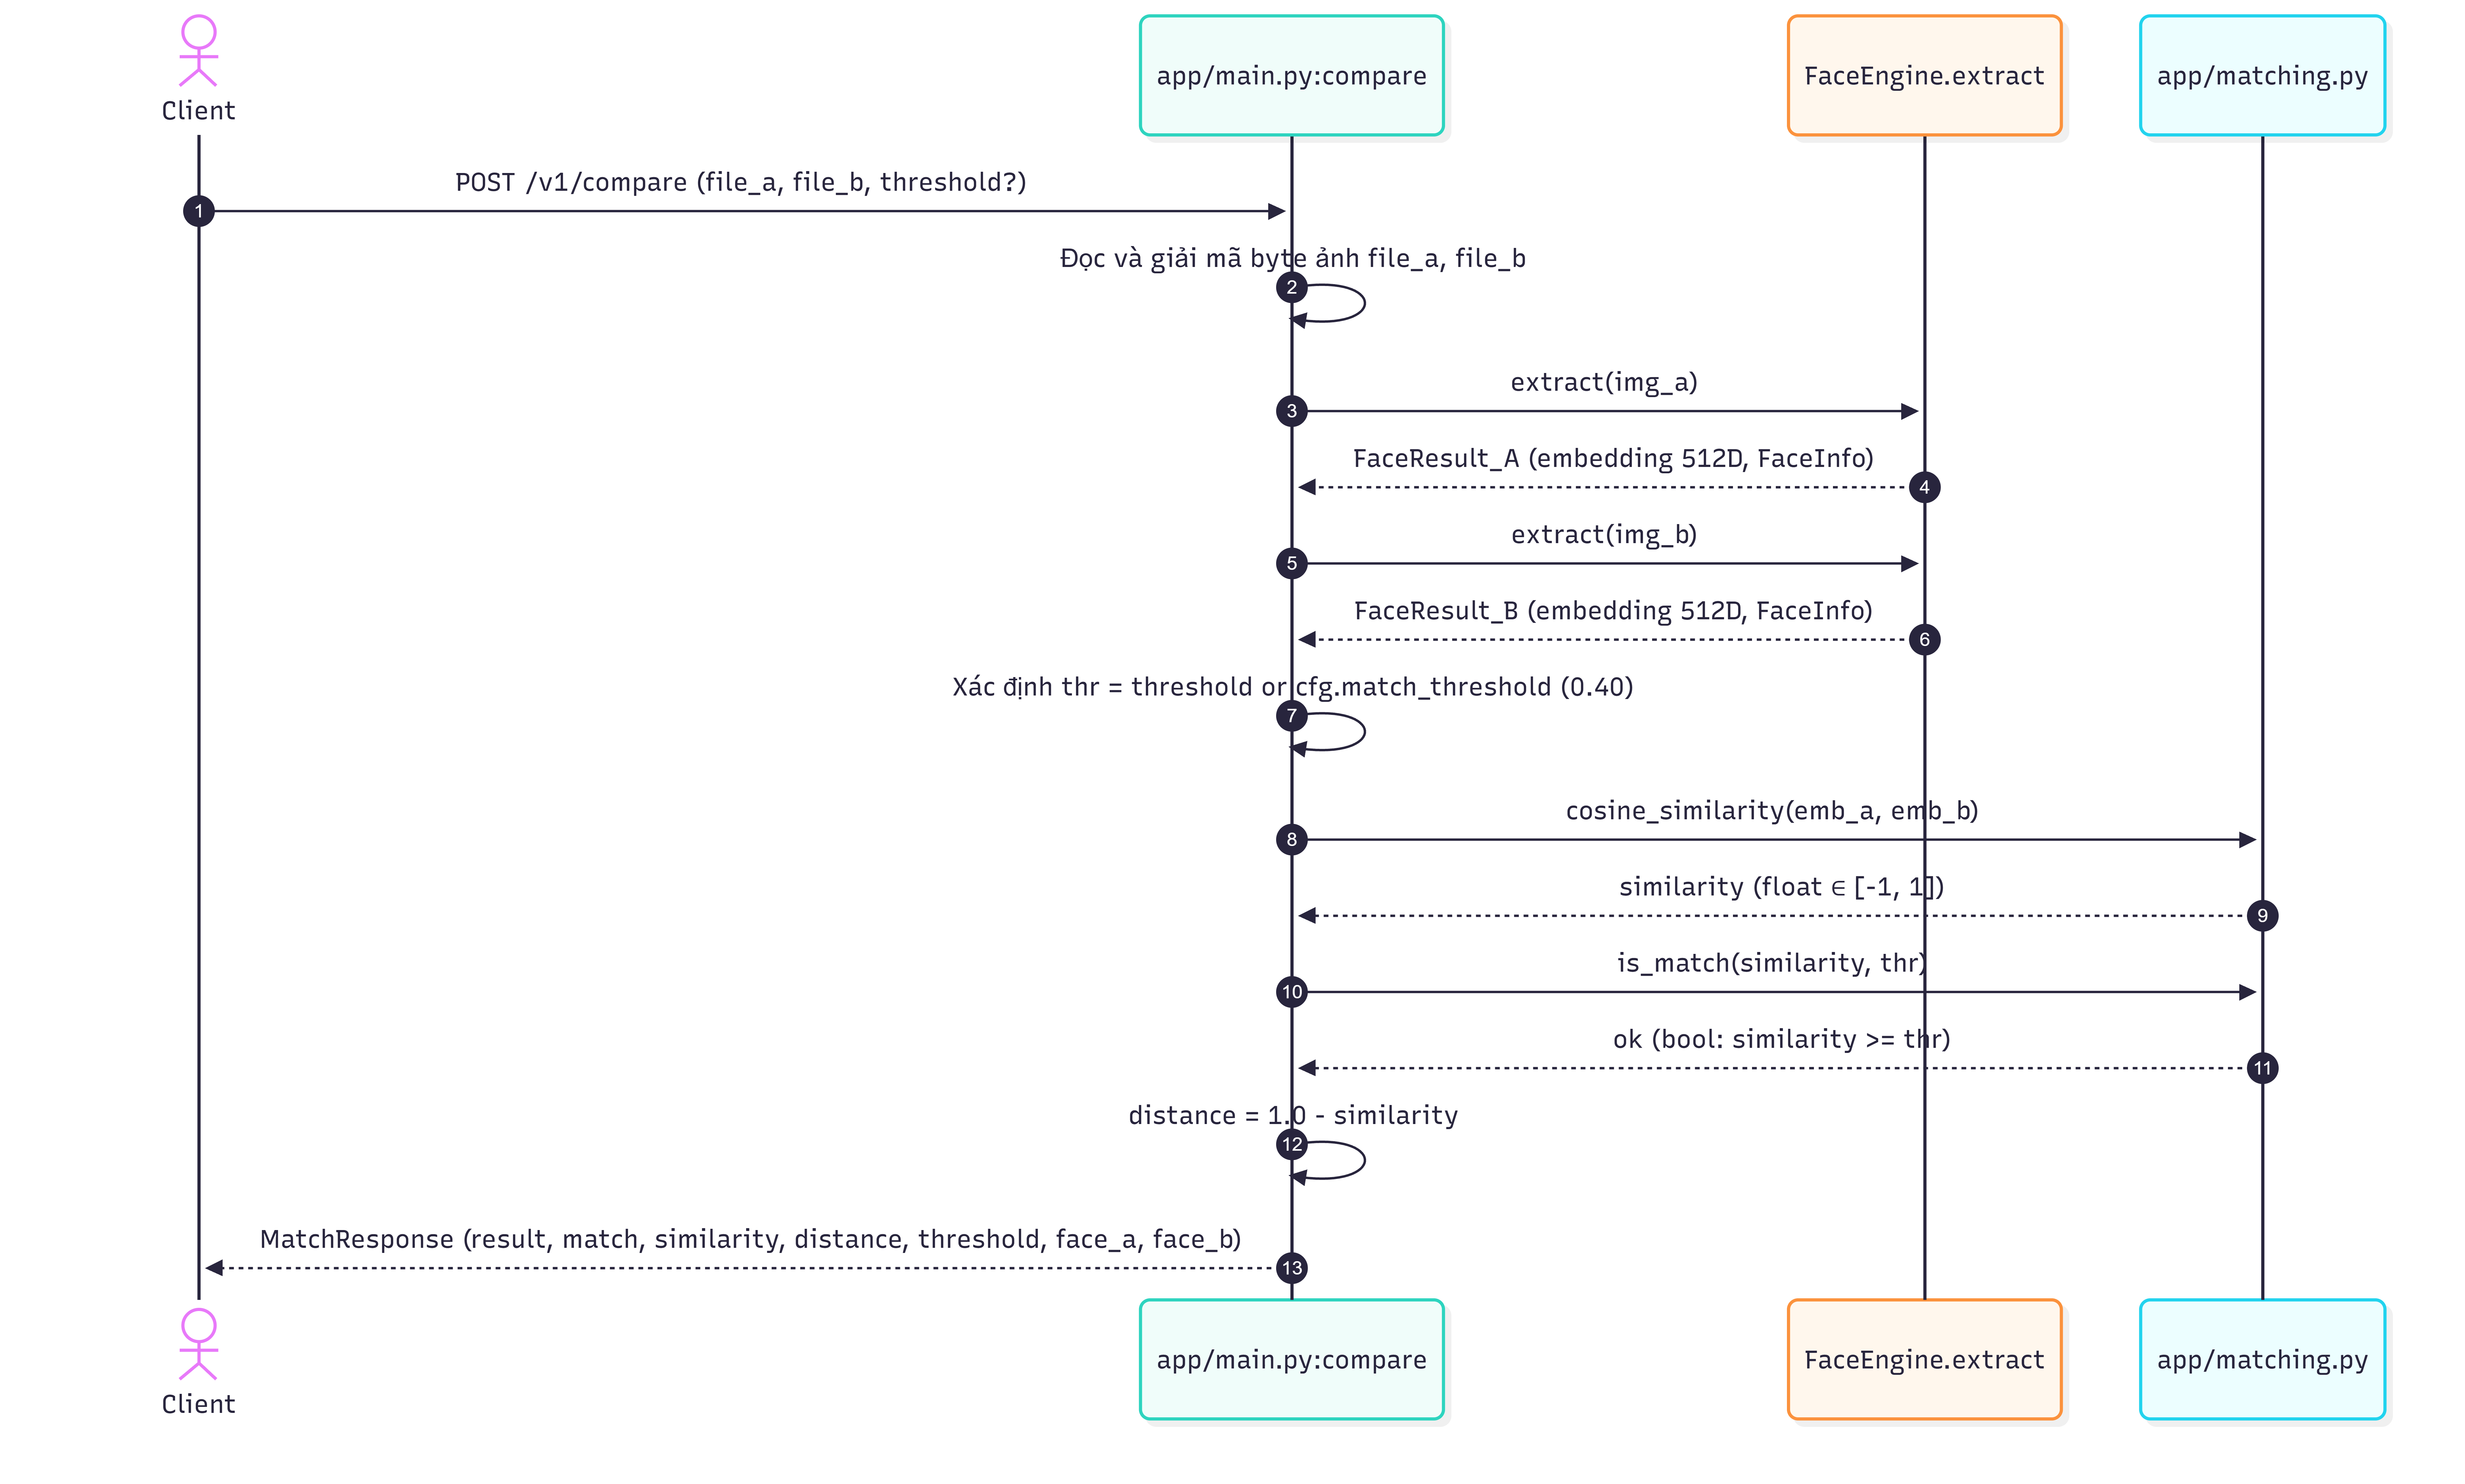 Client
app/main.py:compare
FaceEngine.extract
app/matching.py
POST /v1/compare (file_a, file_b, threshold?)
1
Đọc và giải mã byte ảnh file_a, file_b
2
extract(img_a)
3
FaceResult_A (embedding 512D, FaceInfo)
4
extract(img_b)
5
FaceResult_B (embedding 512D, FaceInfo)
6
Xác định thr = threshold or cfg.match_threshold (0.40)
7
cosine_similarity(emb_a, emb_b)
8
similarity (float ∈ [-1, 1])
9
is_match(similarity, thr)
10
ok (bool: similarity >= thr)
11
distance = 1.0 - similarity
12
MatchResponse (result, match, similarity, distance, threshold, face_a, face_b)
13
Client
app/main.py:compare
FaceEngine.extract
app/matching.py